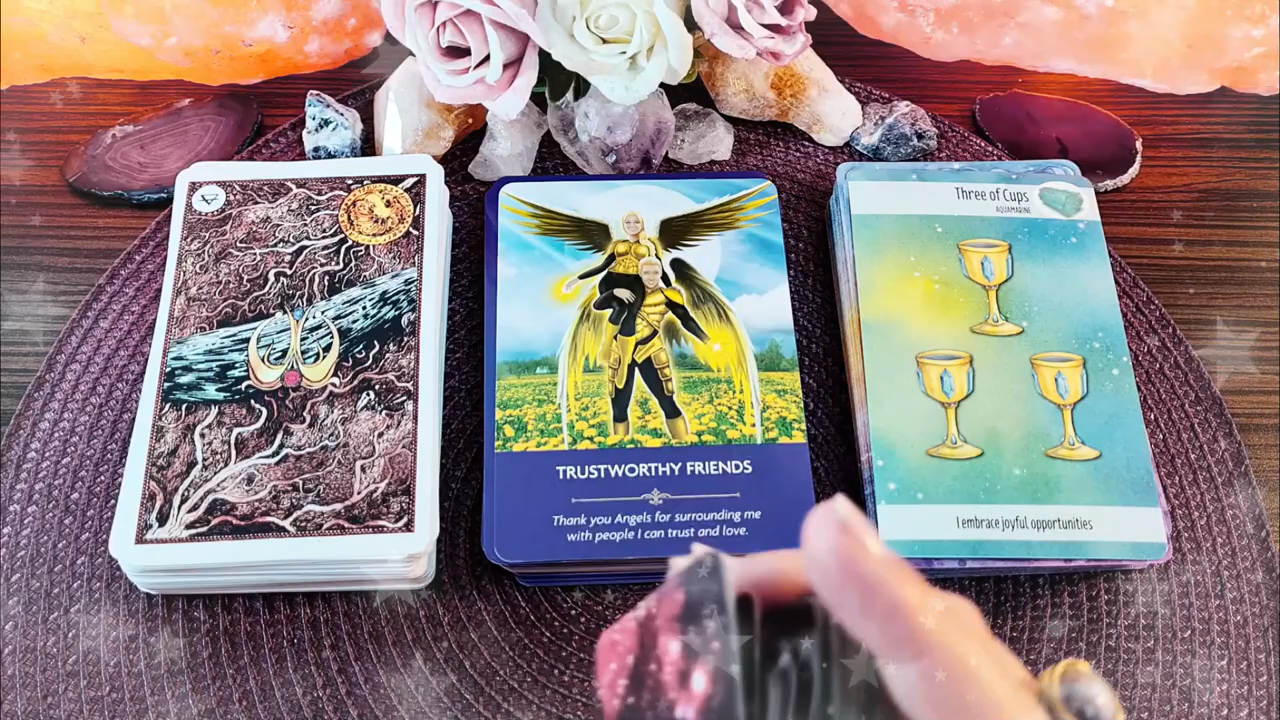 TRUSTWORTHY FRIENDS
Thank you Angels for surrounding me
with people I can trust and love.
Three of Cups
AQUAMARINE
I embrace joyful opportunities